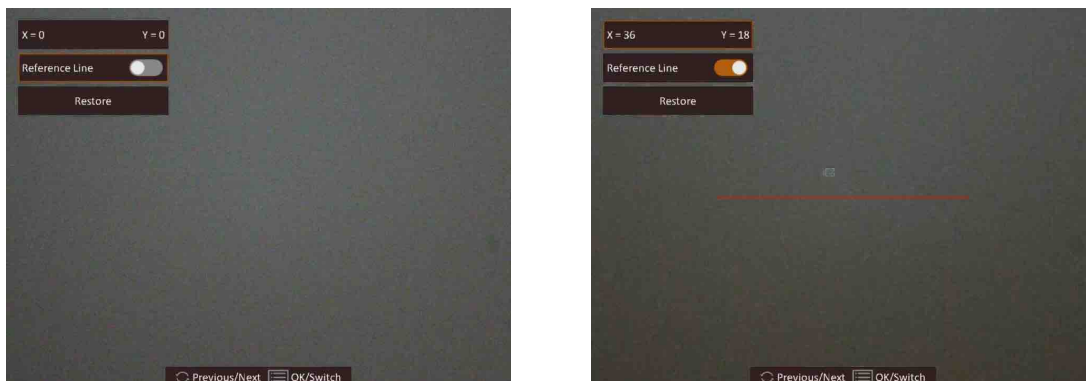 X = 0 Y = 0
Reference Line
Restore
Previous/Next OK/Switch
X = 36 Y = 18
Reference Line
Restore
Previous/Next OK/Switch